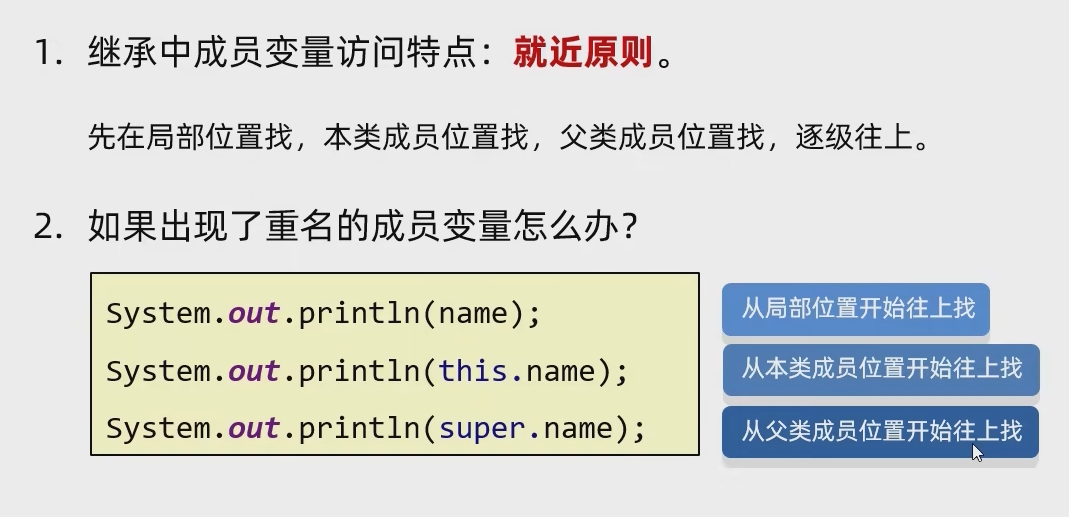 1. 继承中成员变量访问特点：就近原则。
先在局部位置找，本类成员位置找，父类成员位置找，逐级往上。
2. 如果出现了重名的成员变量怎么办？
System.out.println(name);
从局部位置开始往上找
System.out.println(this.name);
从本类成员位置开始往上找
System.out.println(super.name);
从父类成员位置开始往上找